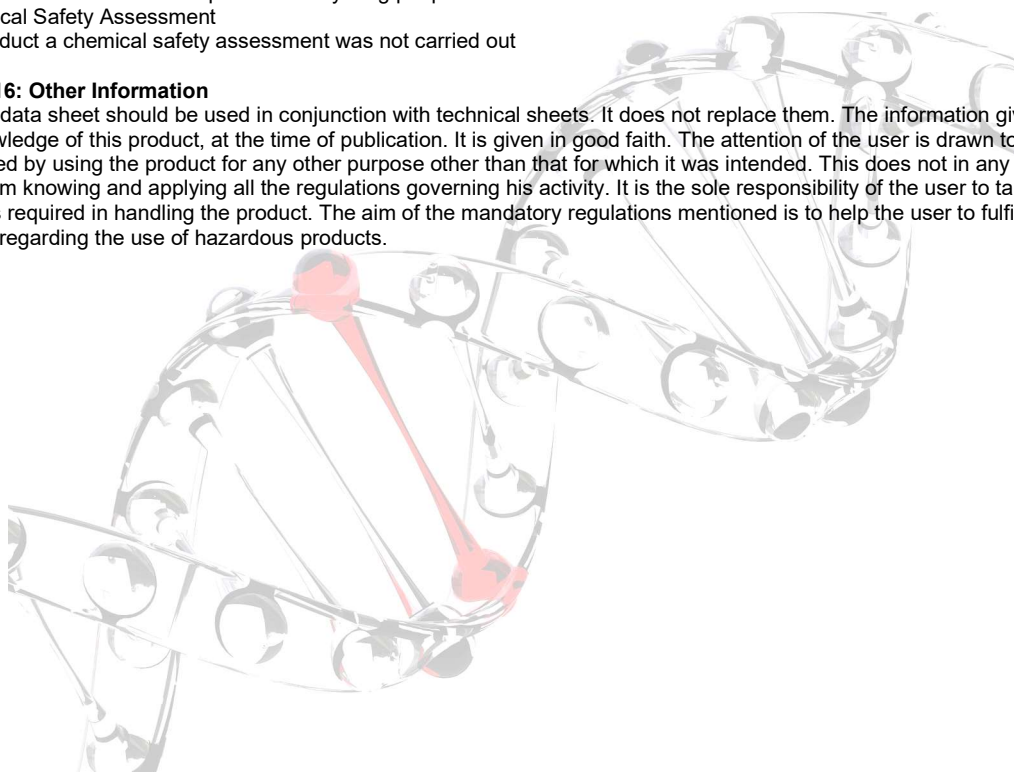 cal Safety Assessment
duct a chemical safety assessment was not carried out
16: Other Information
data sheet should be used in conjunction with technical sheets. It does not replace them. The information
wledge of this product, at the time of publication. It is given in good faith. The attention of the user is drawn to
ed by using the product for any other purpose other than that for which it was intended. This does not in any
m knowing and applying all the regulations governing his activity. It is the sole responsibility of the user to ta
s required in handling the product. The aim of the mandatory regulations mentioned is to help the user to fulfi
regarding the use of hazardous products.